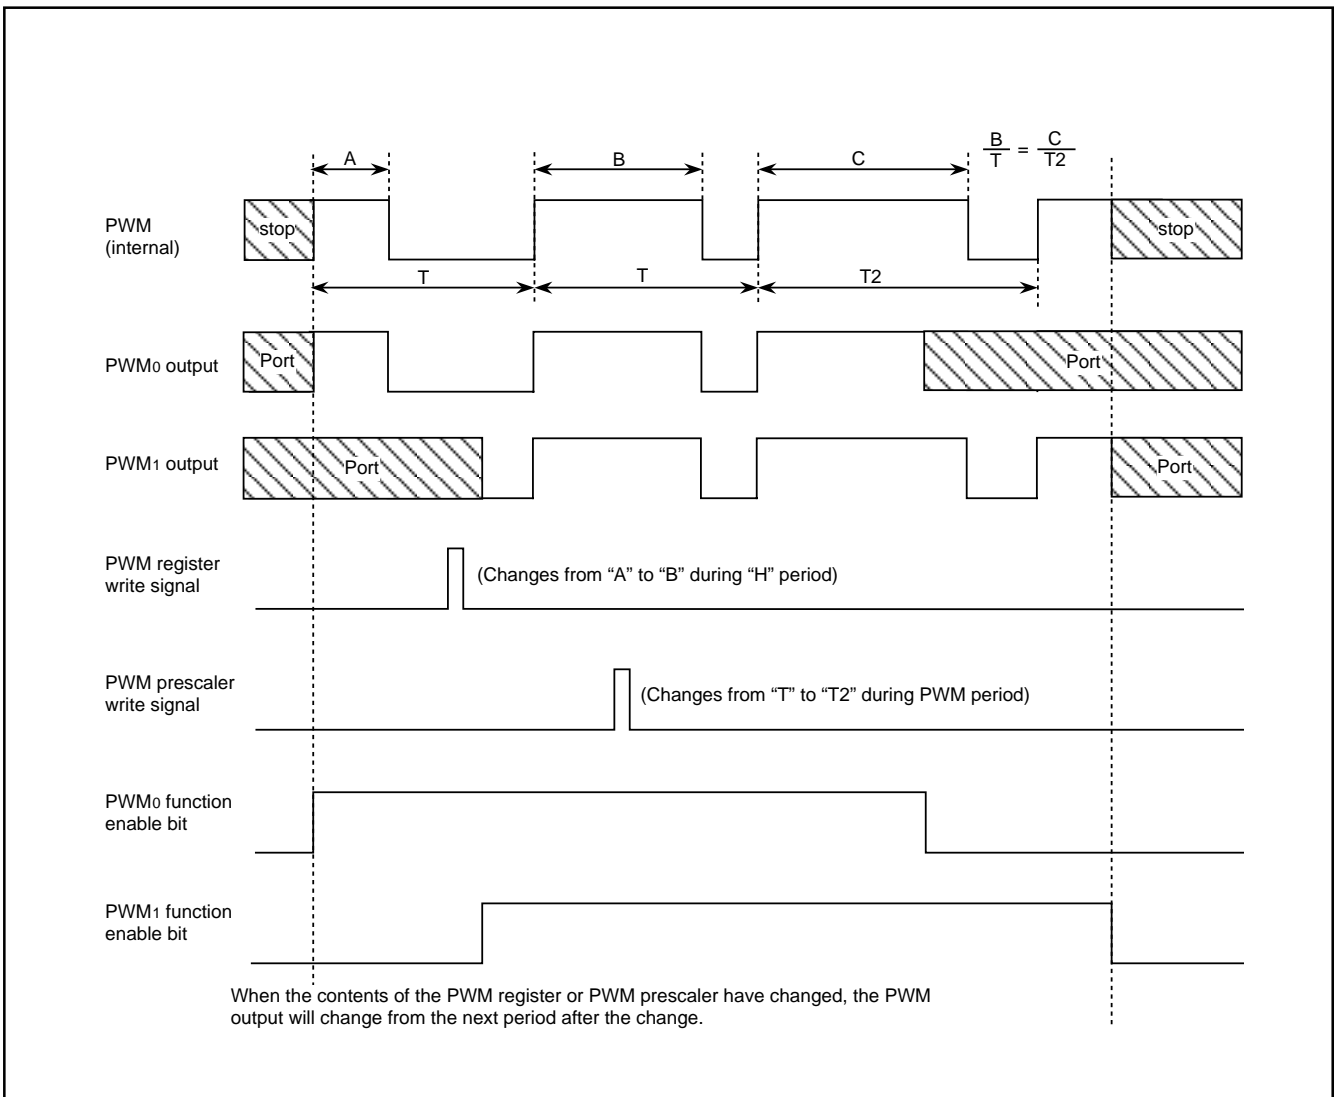 A
B
C
B
T
=
C
T2
PWM
(internal)
stop
stop
T
T
T2
PWM0 output
Port
Port
PWM1 output
Port
Port
PWM register
write signal
(Changes from “A” to “B” during “H” period)
PWM prescaler
write signal
(Changes from “T” to “T2” during PWM period)
PWM0 function
enable bit
PWM1 function
enable bit
When the contents of the PWM register or PWM prescaler have changed, the PWM
output will change from the next period after the change.